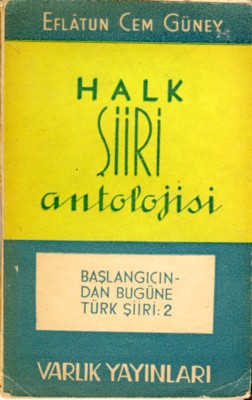 EFLÂTUN CEM GÜNEY
HALK
ŞİİRİ
antolojisi
BAŞLANGICIN-
DAN BUGÜNE
TÜRK ŞİİRİ: 2
VARLIK YAYINLARI